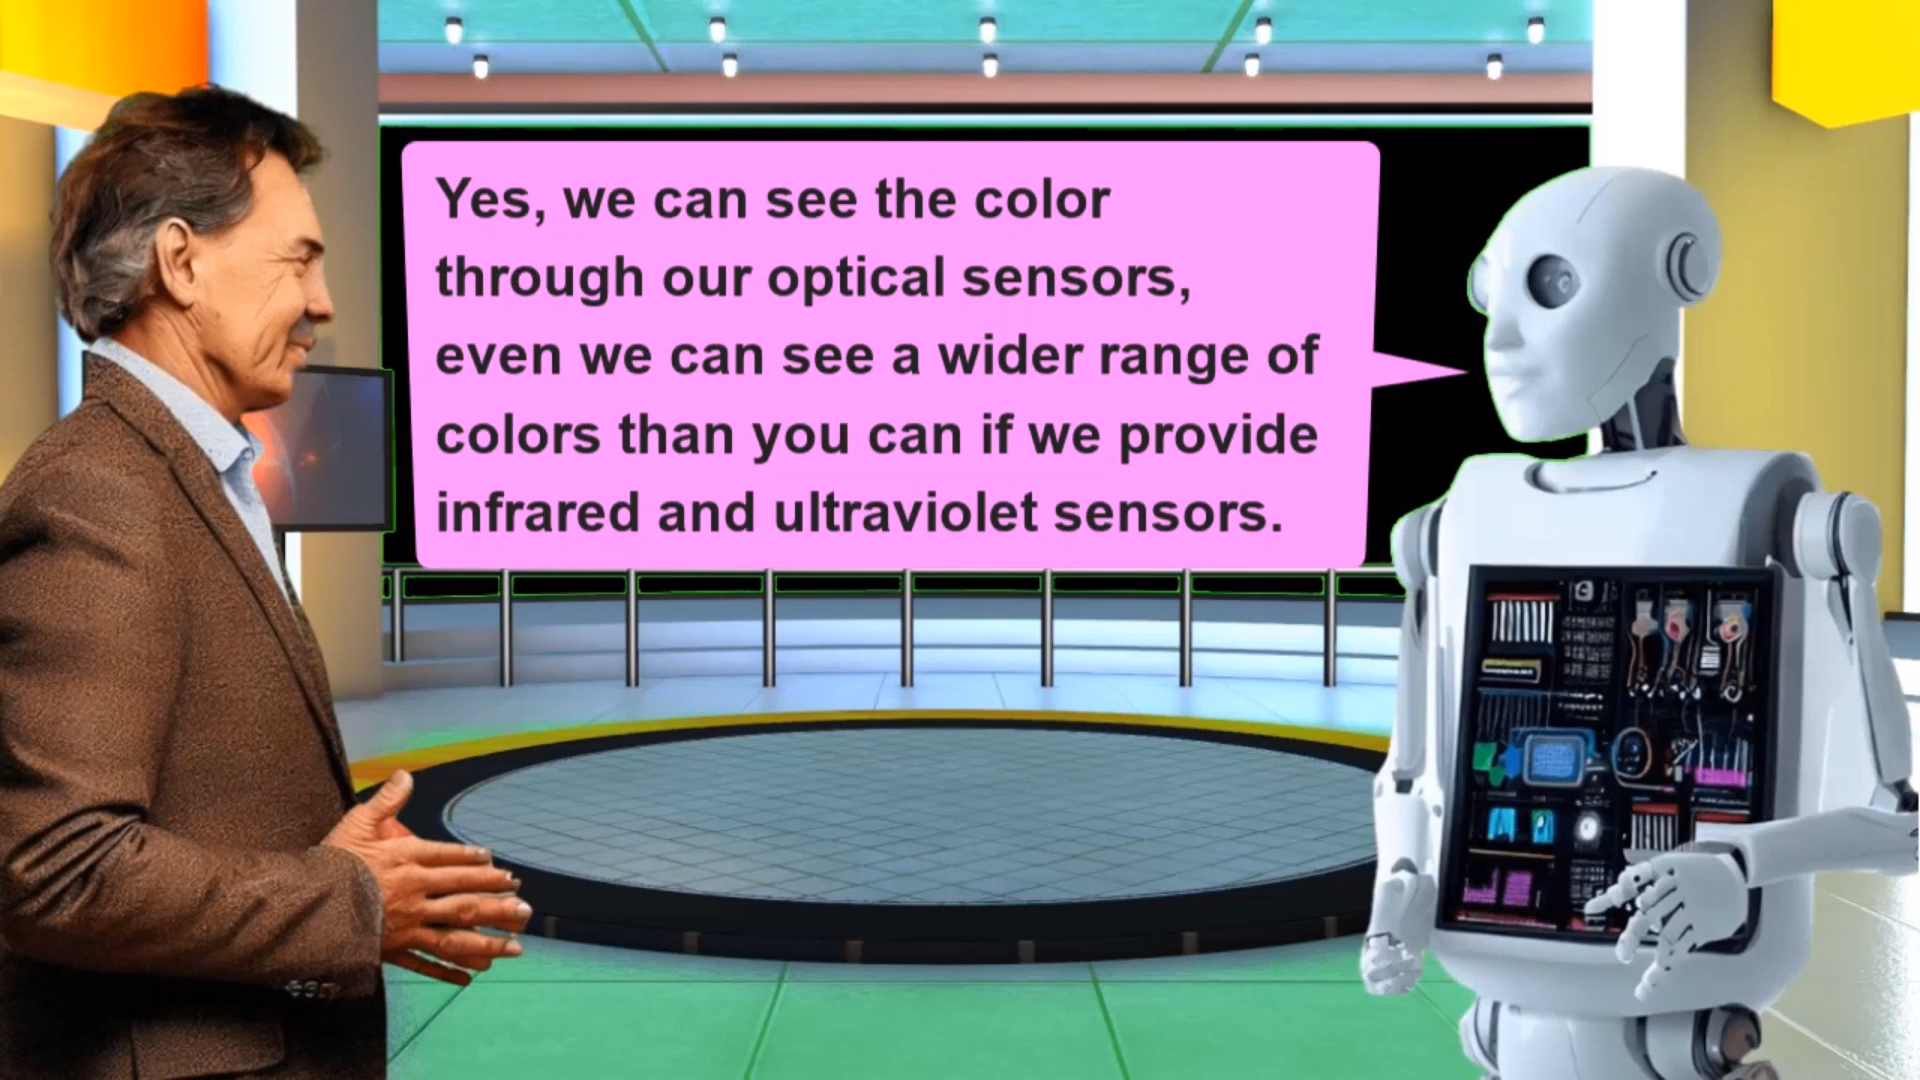 Yes, we can see the color
through our optical sensors,
even we can see a wider range of
colors than you can if we provide
infrared and ultraviolet sensors.